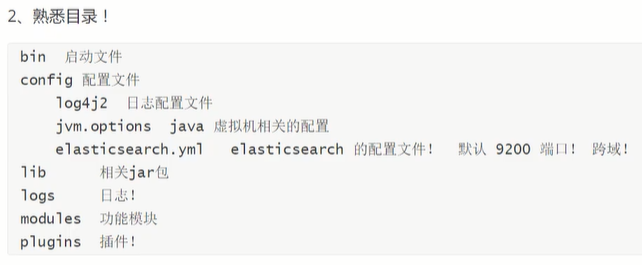 2、熟悉目录！
bin 启动文件
config 配置文件
log4j2 日志配置文件
jvm.options java 虚拟机相关的配置
elasticsearch.yml elasticsearch 的配置文件! 默认 9200 端口! 跨域!
lib 相关jar包
logs 日志!
modules 功能模块
plugins 插件!